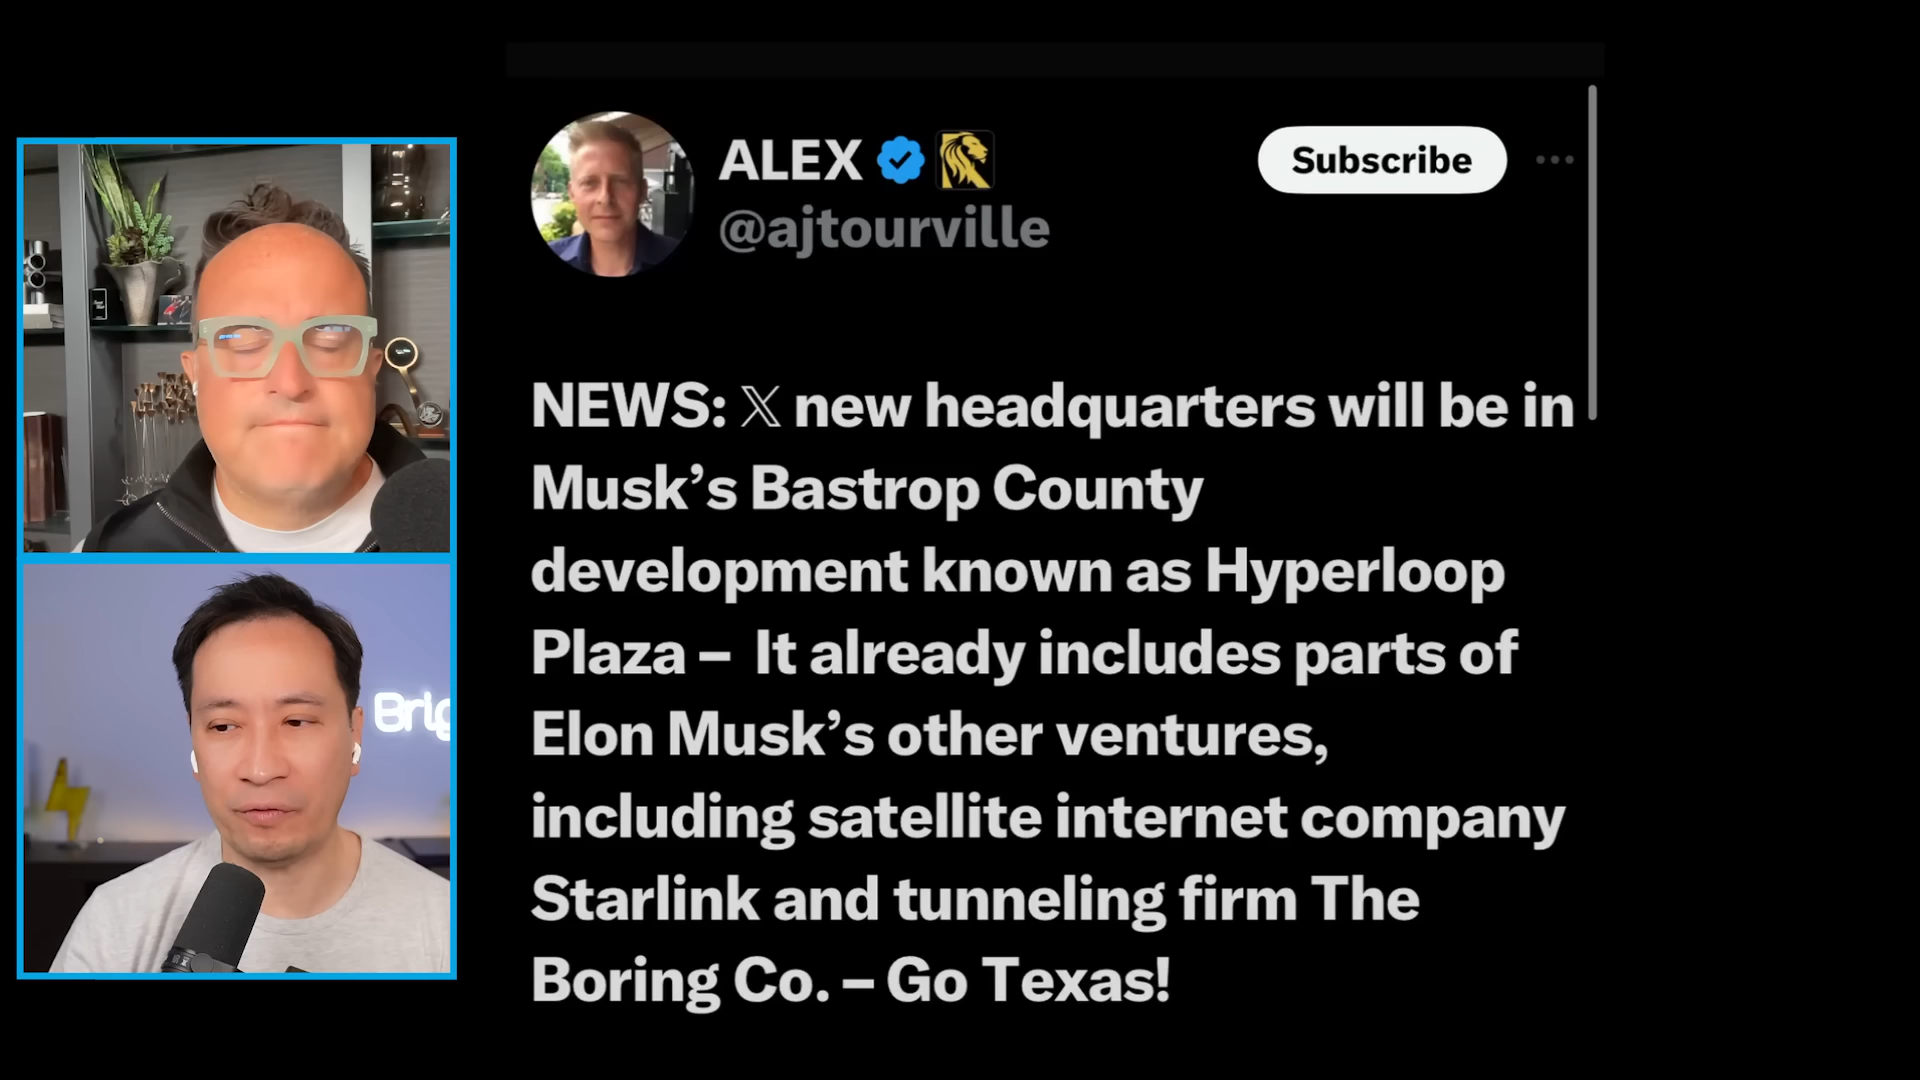 ALEX
@ajtourville
Subscribe
NEWS: 𝕏 new headquarters will be in
Musk’s Bastrop County
development known as Hyperloop
Plaza – It already includes parts of
Elon Musk’s other ventures,
including satellite internet company
Starlink and tunneling firm The
Boring Co. – Go Texas!
Brig